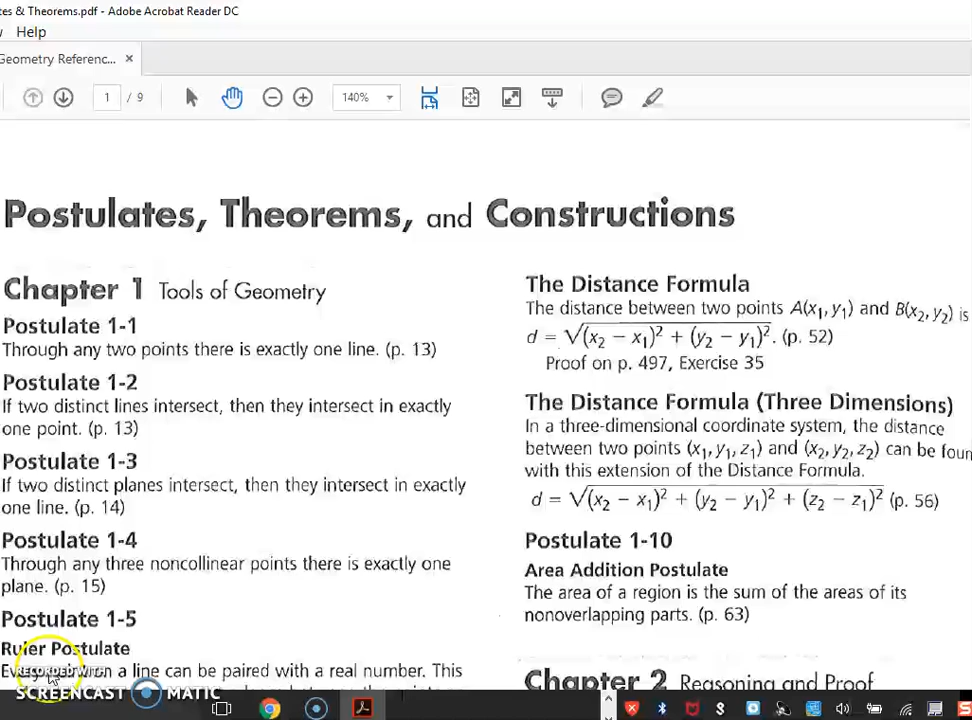 tes & Theorems.pdf - Adobe Acrobat Reader DC
Help
Geometry Referenc... ×
1 / 9
140%
Postulates, Theorems, and Constructions
Chapter 1 Tools of Geometry
Postulate 1-1
Through any two points there is exactly one line. (p. 13)
Postulate 1-2
If two distinct lines intersect, then they intersect in exactly
one point. (p. 13)
Postulate 1-3
If two distinct planes intersect, then they intersect in exactly
one line. (p. 14)
Postulate 1-4
Through any three noncollinear points there is exactly one
plane. (p. 15)
Postulate 1-5
Ruler Postulate
on a line can be paired with a real number. This
The Distance Formula
The distance between two points A(x₁, y₁) and B(x₂, y₂) is
d = √(x₂ − x₁)² + (y₂ − y₁)². (p. 52)
Proof on p. 497, Exercise 35
The Distance Formula (Three Dimensions)
In a three-dimensional coordinate system, the distance
between two points (x₁, y₁, z₁) and (x₂, y₂, z₂) can be foun
with this extension of the Distance Formula.
d = √(x₂ − x₁)² + (y₂ − y₁)² + (z₂ − z₁)² (p. 56)
Postulate 1-10
Area Addition Postulate
The area of a region is the sum of the areas of its
nonoverlapping parts. (p. 63)
Chapter 2 Reasoning and Proof
RECORDED WITH
SCREENCAST MATIC